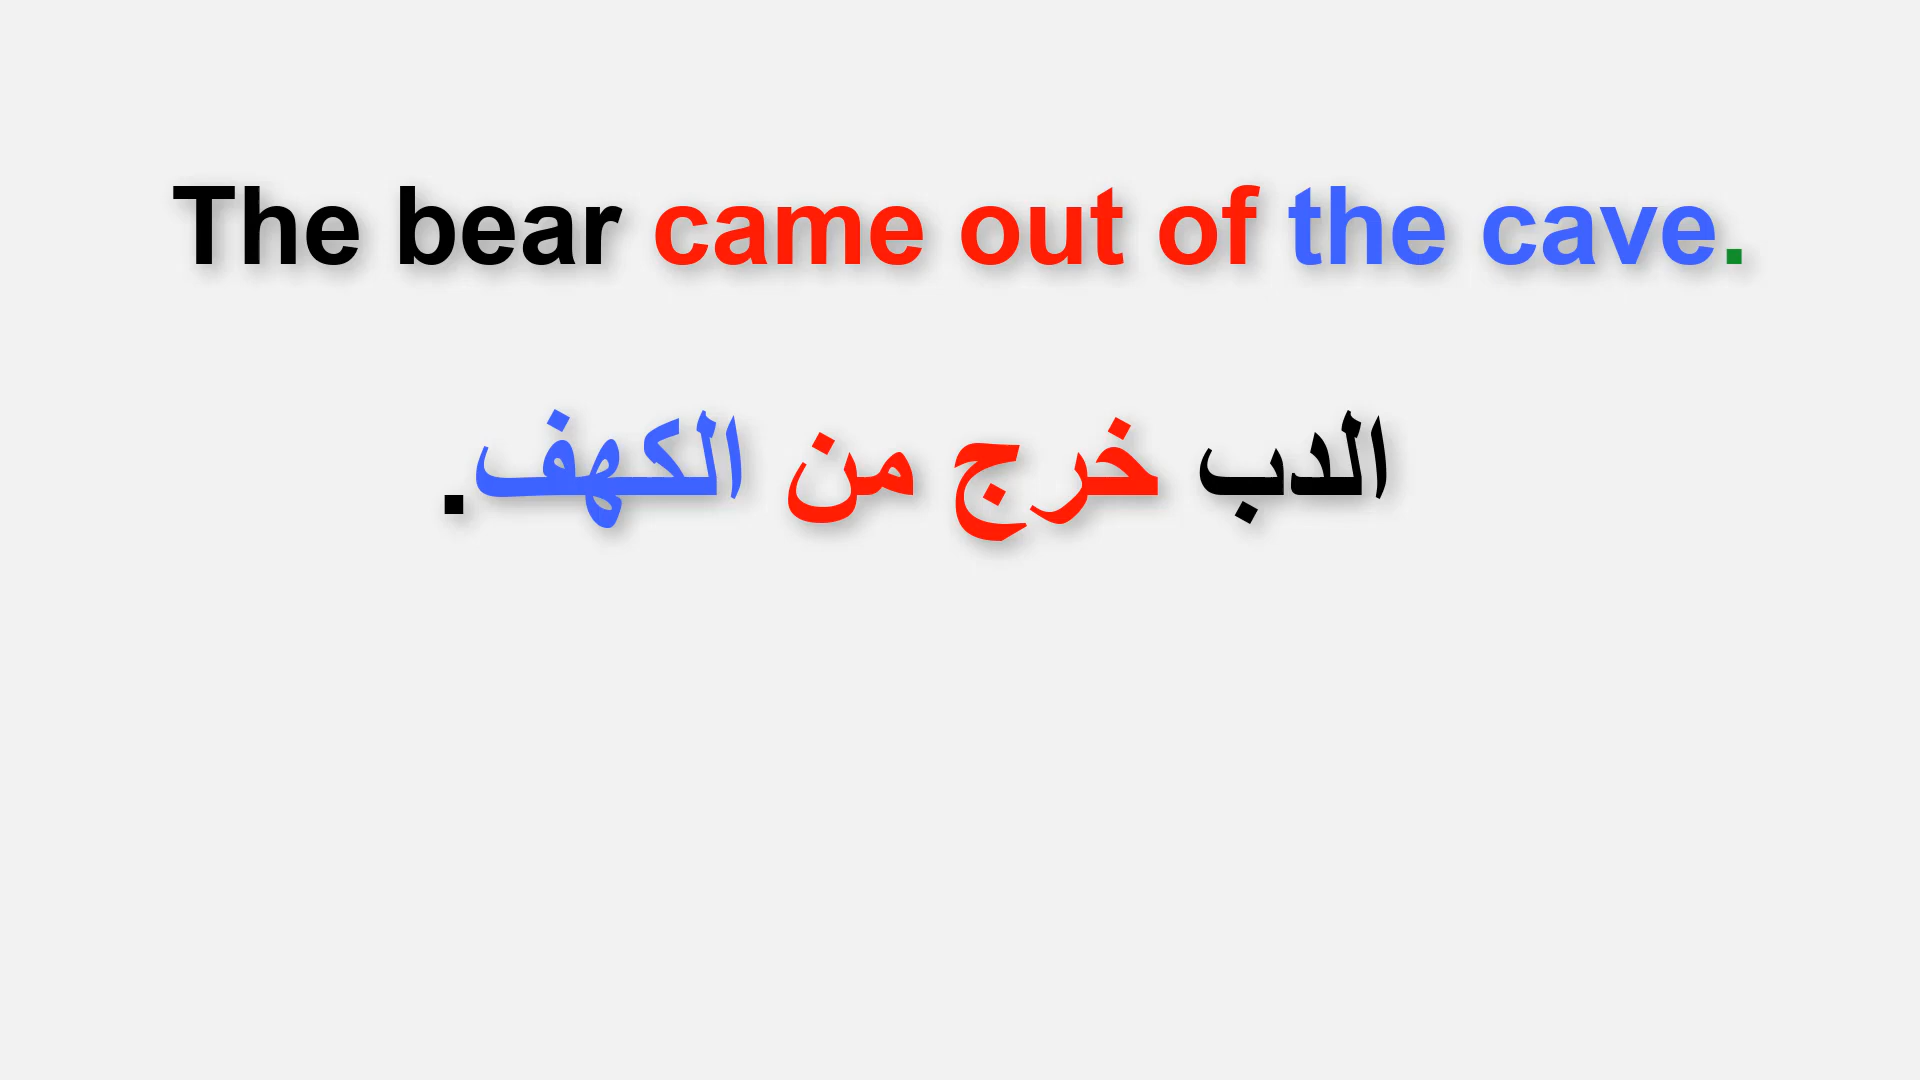 The bear came out of the cave.
الدب خرج من الكهف.